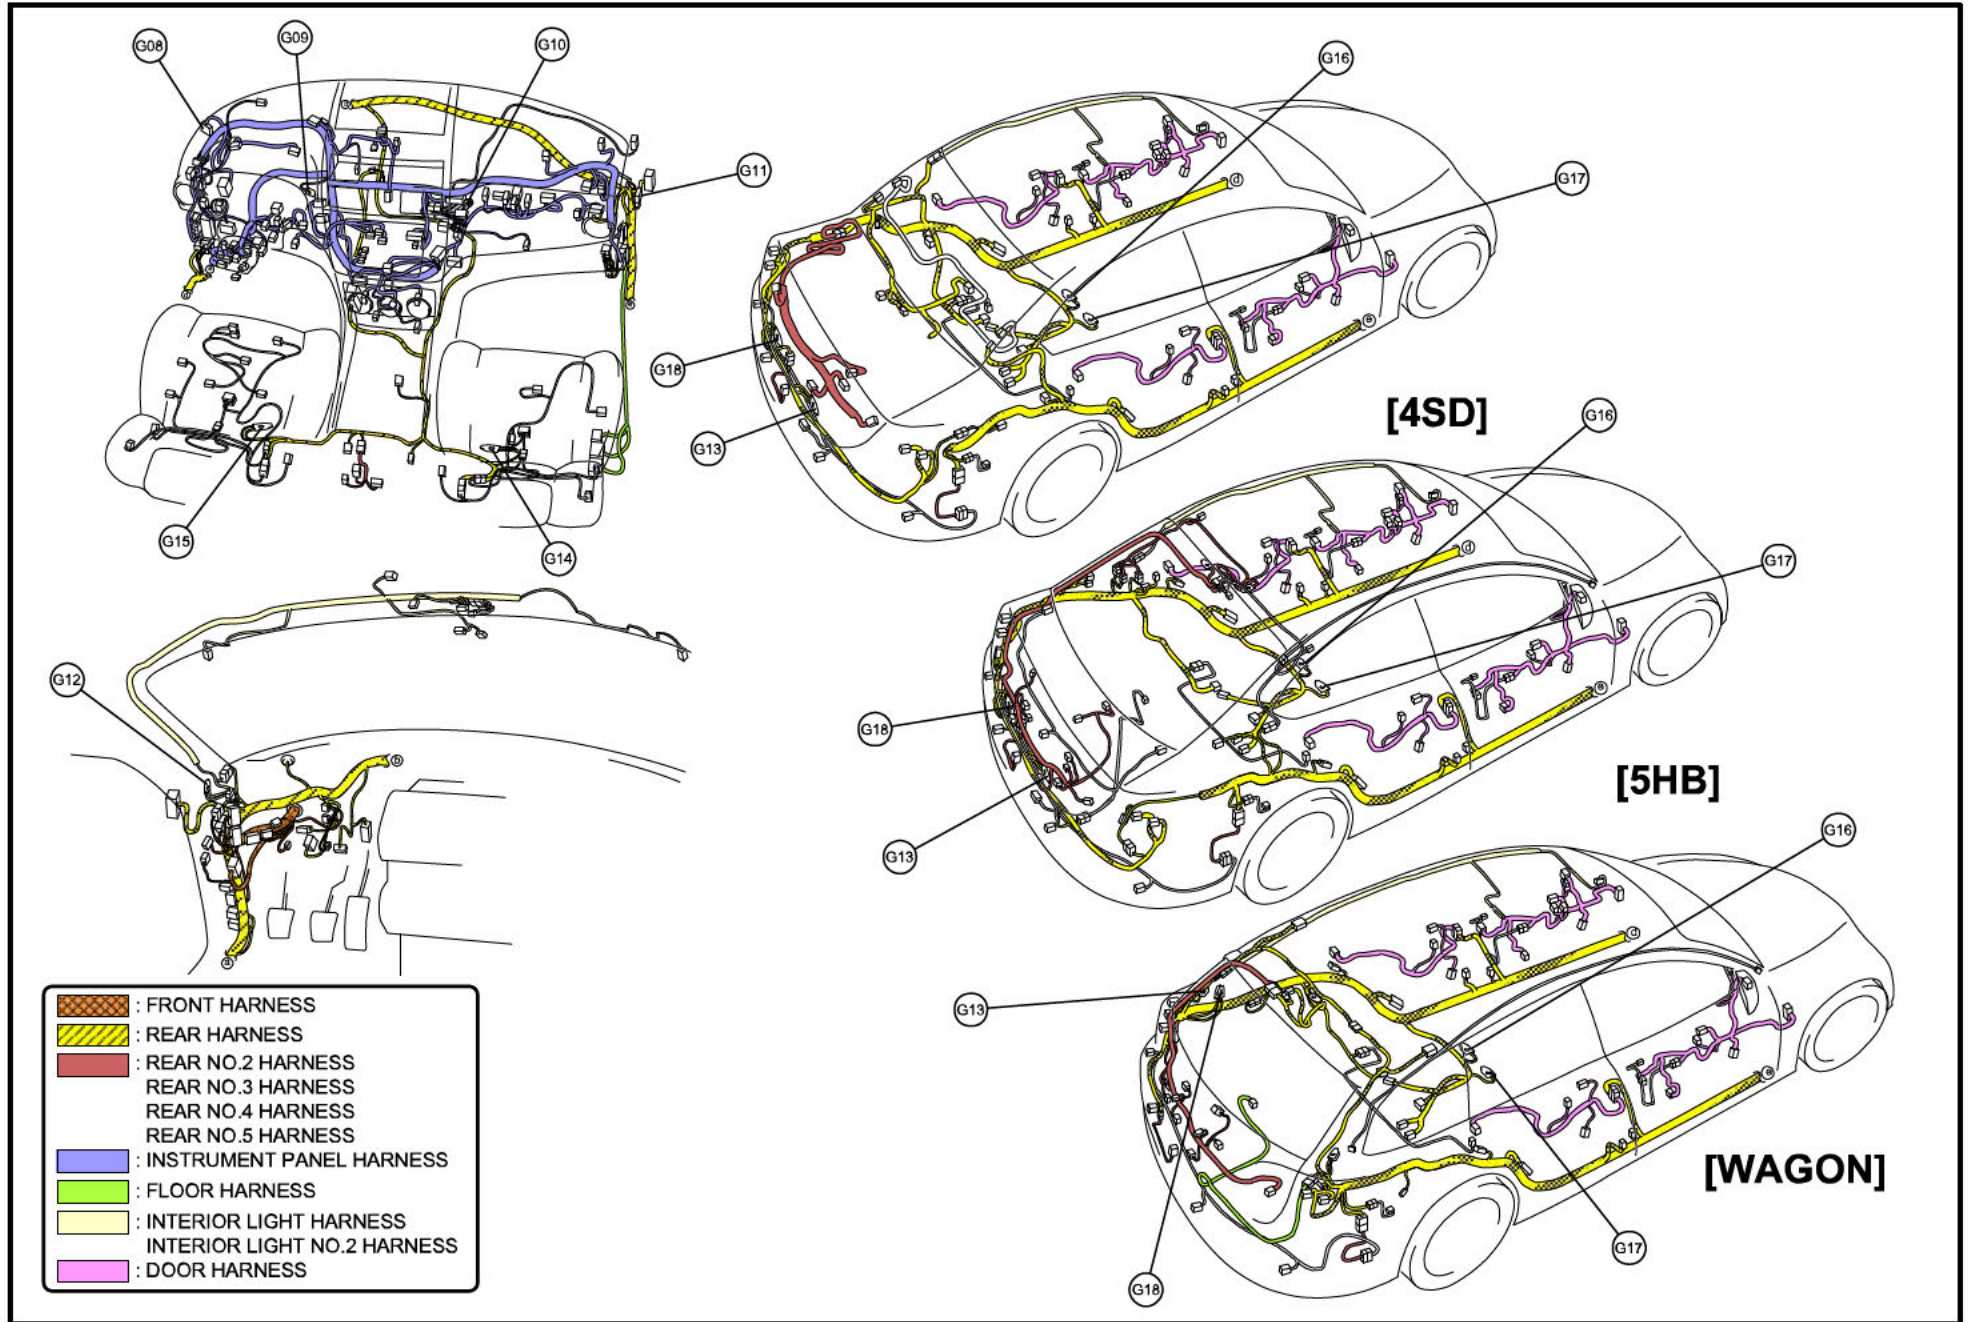 G08
G09
G10
G11
G15
G14
G12
G16
G17
G18
G13
[4SD]
G16
G17
G18
G13
[5HB]
G16
G13
G17
G18
[WAGON]
: FRONT HARNESS
: REAR HARNESS
: REAR NO.2 HARNESS
REAR NO.3 HARNESS
REAR NO.4 HARNESS
REAR NO.5 HARNESS
: INSTRUMENT PANEL HARNESS
: FLOOR HARNESS
: INTERIOR LIGHT HARNESS
INTERIOR LIGHT NO.2 HARNESS
: DOOR HARNESS